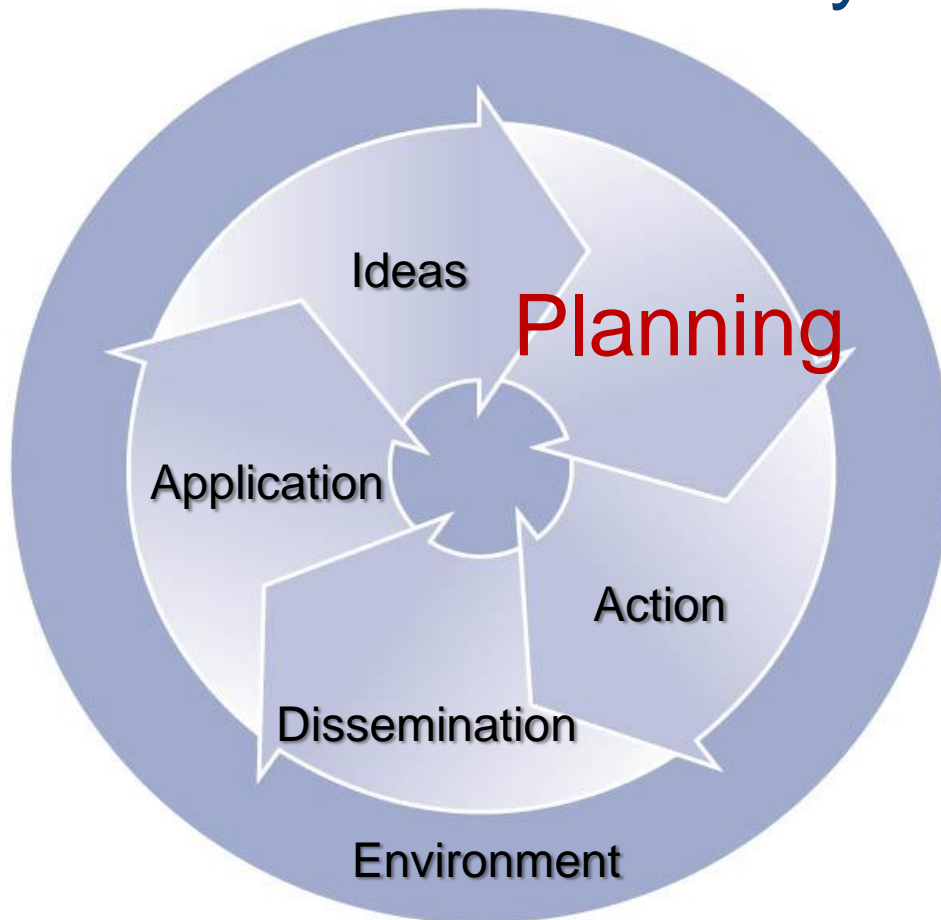 Ideas
Planning
Application
Action
Dissemination
Environment